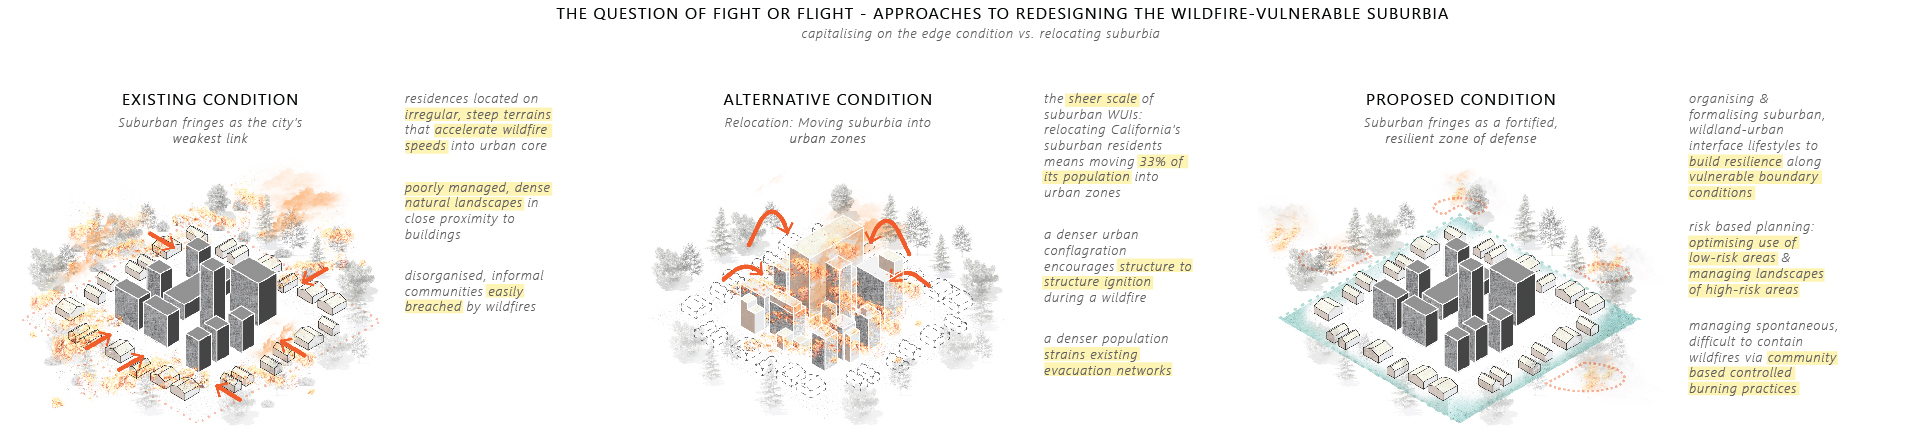 THE QUESTION OF FIGHT OR FLIGHT - APPROACHES TO REDESIGNING THE WILDFIRE-VULNERABLE SUBURBIA
capitalising on the edge condition vs. relocating suburbia
EXISTING CONDITION
Suburban fringes as the city's
weakest link
residences located on
irregular, steep terrains
that accelerate wildfire
speeds into urban core
poorly managed, dense
natural landscapes in
close proximity to
buildings
disorganised, informal
communities easily
breached by wildfires
ALTERNATIVE CONDITION
Relocation: Moving suburbia into
urban zones
the sheer scale of
suburban WUIs:
relocating California's
suburban residents
means moving 33% of
its population into
urban zones
a denser urban
conflagration
encourages structure to
structure ignition
during a wildfire
a denser population
strains existing
evacuation networks
PROPOSED CONDITION
Suburban fringes as a fortified,
resilient zone of defense
organising &
formalising suburban,
wildland-urban
interface lifestyles to
build resilience along
vulnerable boundary
conditions
risk based planning:
optimising use of
low-risk areas &
managing landscapes
of high-risk areas
managing spontaneous,
difficult to contain
wildfires via community
based controlled
burning practices